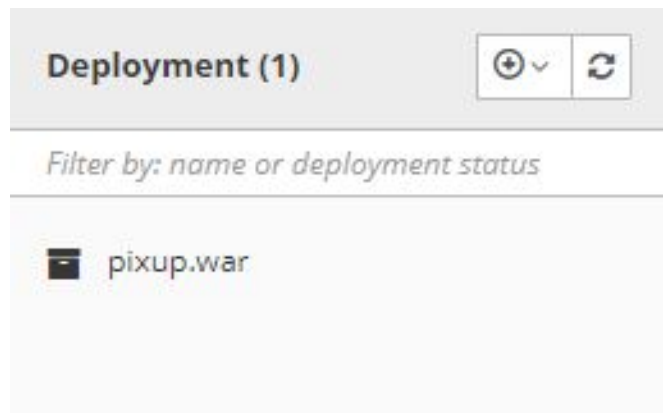 Deployment (1)
Filter by: name or deployment status
pixup.war